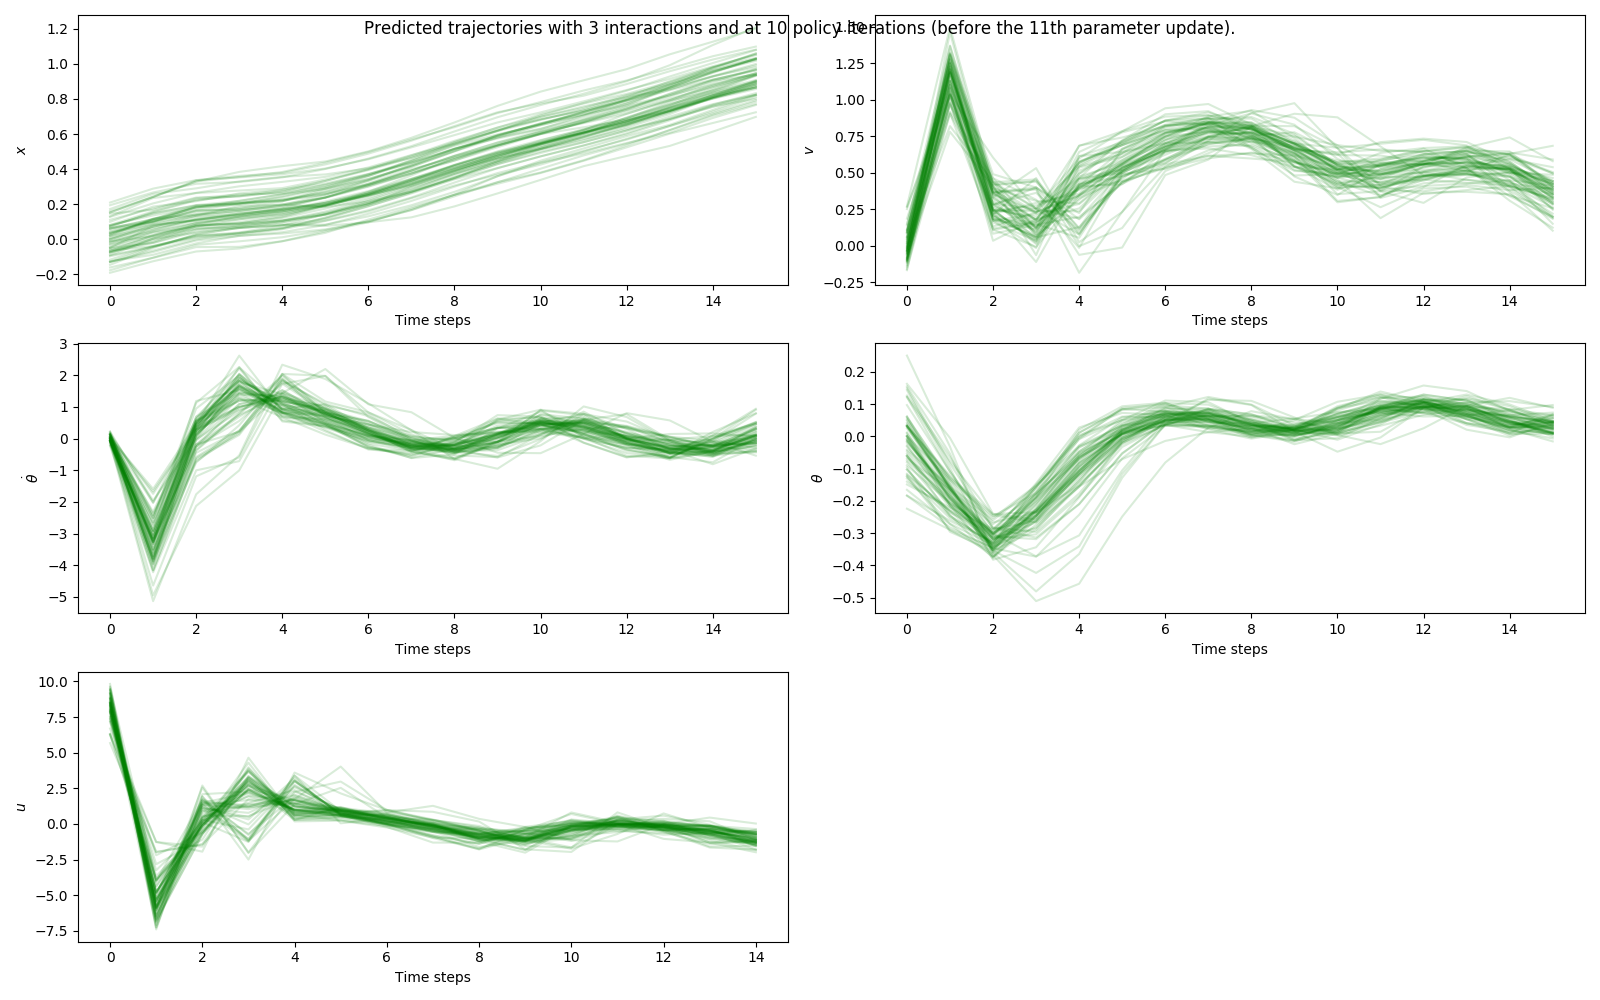 Predicted trajectories with 3 interactions and at 10 policy iterations (before the 11th parameter update).
1.2
1.0
0.8
0.6
0.4
0.2
0.0
−0.2
x
0 2 4 6 8 10 12 14
Time steps
1.50
1.25
1.00
0.75
0.50
0.25
0.00
−0.25
v
0 2 4 6 8 10 12 14
Time steps
3
2
1
0
−1
−2
−3
−4
−5
θ̇
0 2 4 6 8 10 12 14
Time steps
0.2
0.1
0.0
−0.1
−0.2
−0.3
−0.4
−0.5
θ
0 2 4 6 8 10 12 14
Time steps
10.0
7.5
5.0
2.5
0.0
−2.5
−5.0
−7.5
u
0 2 4 6 8 10 12 14
Time steps